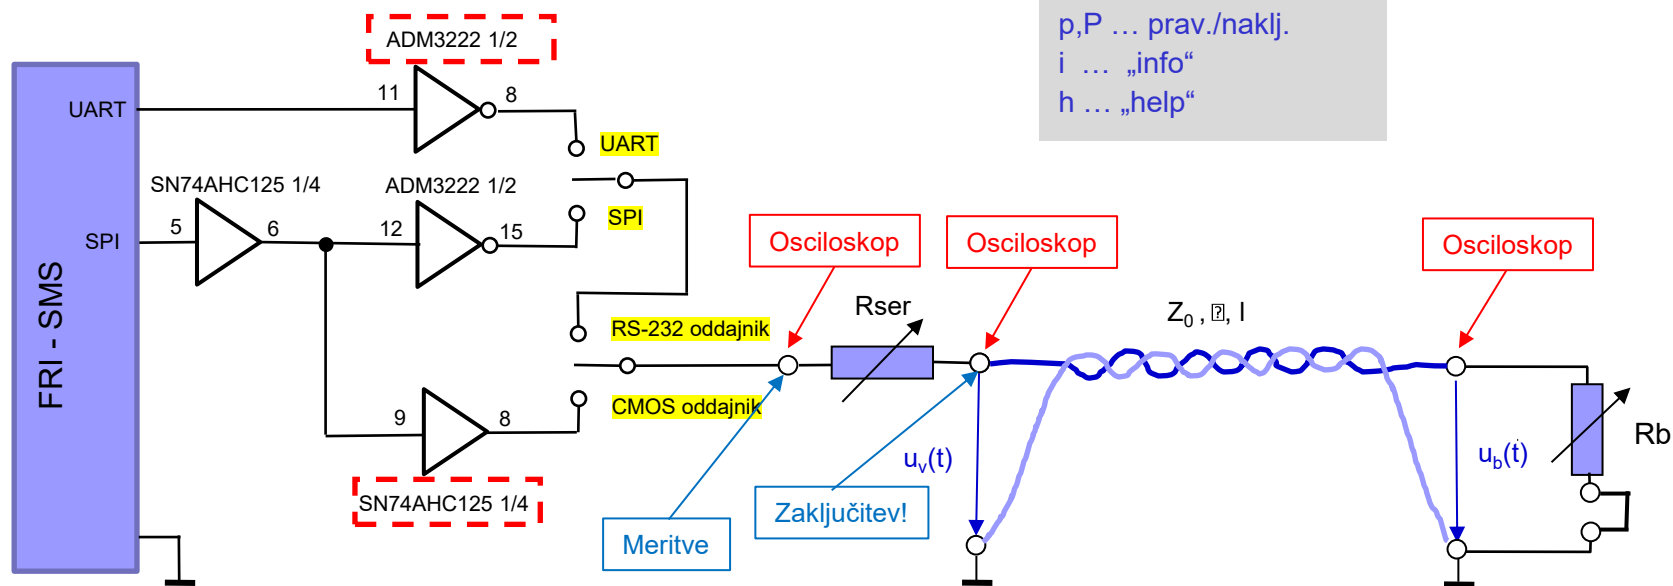 p,P … prav./naklj.
i … „info“
h … „help“
ADM3222 1/2
UART
11
8
UART
SN74AHC125 1/4
ADM3222 1/2
SPI
5
6
12
15
SPI
FRI - SMS
Osciloskop
Osciloskop
Osciloskop
Rser
Z0 , , l
RS-232 oddajnik
CMOS oddajnik
9
8
SN74AHC125 1/4
uv(t)
ub(t)
Rb
Meritve
Zaključitev!